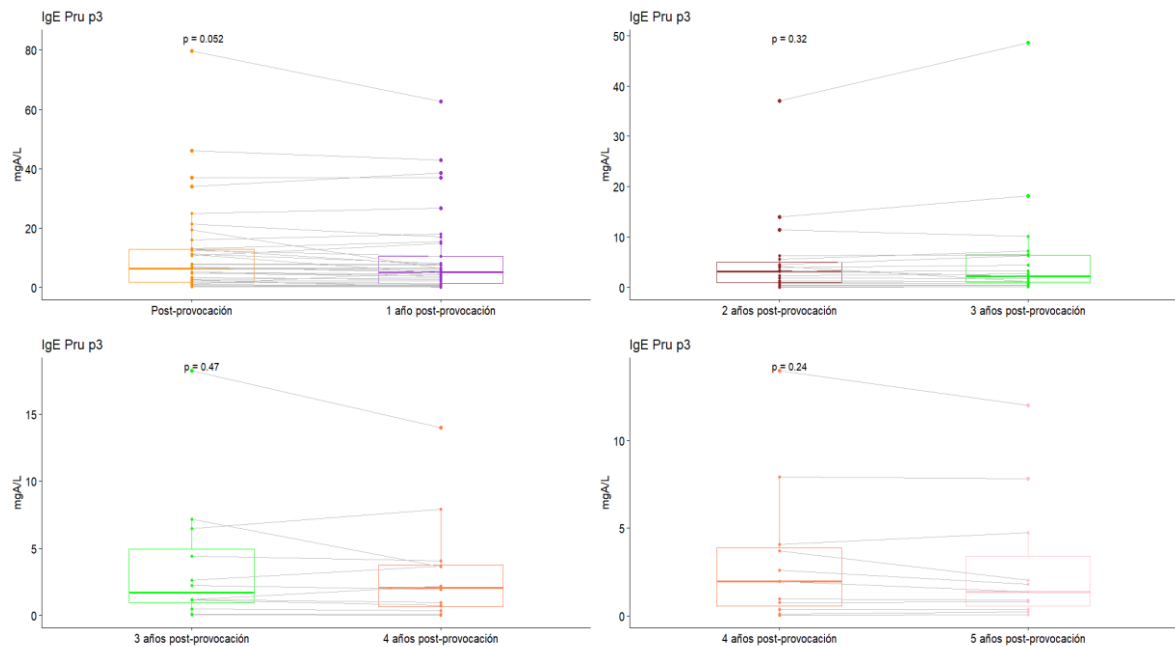 IgE Pru p3
p = 0.052
80
60
40
20
0
mgA/L
Post-provocación
1 año post-provocación
IgE Pru p3
p = 0.32
50
40
30
20
10
0
mgA/L
2 años post-provocación
3 años post-provocación
IgE Pru p3
p = 0.47
15
10
5
0
mgA/L
3 años post-provocación
4 años post-provocación
IgE Pru p3
p = 0.24
10
5
0
mgA/L
4 años post-provocación
5 años post-provocación